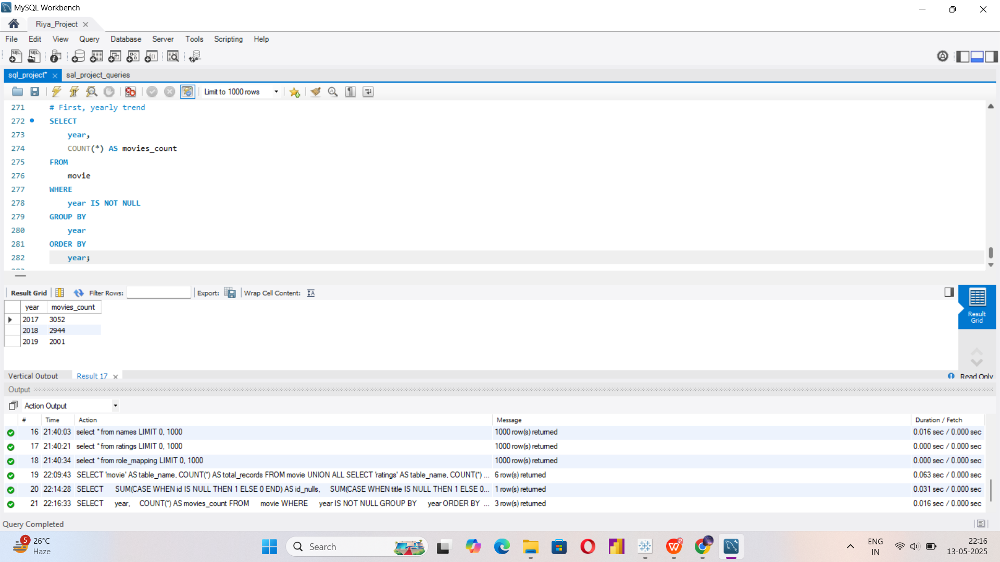 MySQL Workbench
Riya_Project
File Edit View Query Database Server Tools Scripting Help
sql_project* sal_project_queries
Limit to 1000 rows
271 # First, yearly trend
272 SELECT
273 year,
274 COUNT(*) AS movies_count
275 FROM
276 movie
277 WHERE
278 year IS NOT NULL
279 GROUP BY
280 year
281 ORDER BY
282 year;
Result Grid Filter Rows: Export: Wrap Cell Content:
Result Grid
year movies_count
2017 3052
2018 2944
2019 2001
Vertical Output Result 17 Read Only
Output
Action Output
# Time Action Message Duration / Fetch
16 21:40:03 select * from names LIMIT 0, 1000 1000 row(s) returned 0.016 sec / 0.000 sec
17 21:40:21 select * from ratings LIMIT 0, 1000 1000 row(s) returned 0.000 sec / 0.000 sec
18 21:40:34 select * from role_mapping LIMIT 0, 1000 1000 row(s) returned 0.000 sec / 0.000 sec
19 22:09:43 SELECT 'movie' AS table_name, COUNT(*) AS total_records FROM movie UNION ALL SELECT 'ratings' AS table_name, COUNT(*) ... 6 row(s) returned 0.063 sec / 0.000 sec
20 22:14:28 SELECT SUM(CASE WHEN id IS NULL THEN 1 ELSE 0 END) AS id_nulls, SUM(CASE WHEN title IS NULL THEN 1 ELSE 0... 1 row(s) returned 0.031 sec / 0.000 sec
21 22:16:33 SELECT year, COUNT(*) AS movies_count FROM movie WHERE year IS NOT NULL GROUP BY year ORDER BY ... 3 row(s) returned 0.016 sec / 0.000 sec
Query Completed
5 26°C
Haze
Search
ENG
IN
22:16
13-05-2025